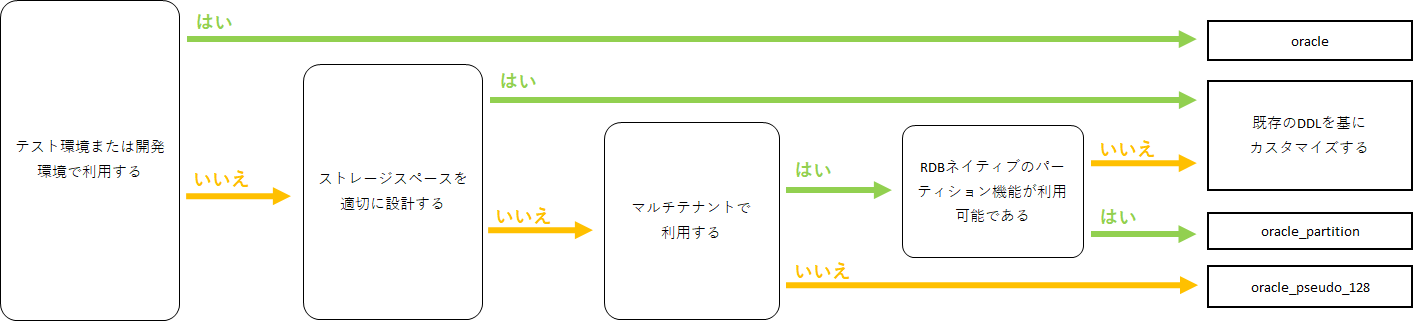 はい
oracle
テスト環境または開発
環境で利用する
いいえ
ストレージスペースを
適切に設計する
はい
既存のDDLを基に
カスタマイズする
いいえ
マルチテナントで
利用する
はい
RDBネイティブのパー
ティション機能が利用
可能である
いいえ
はい
oracle_partition
いいえ
oracle_pseudo_128